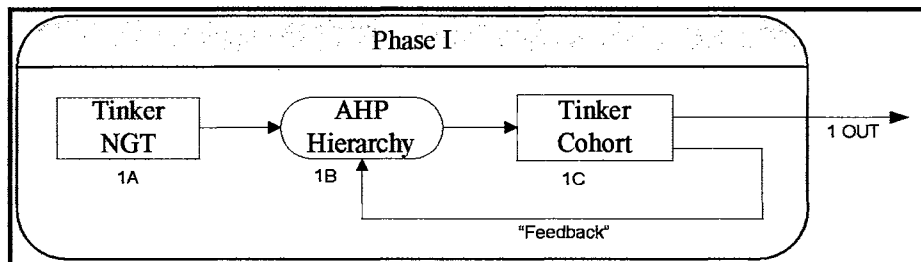 Phase I
Tinker
NGT
1A
AHP
Hierarchy
1B
Tinker
Cohort
1C
1 OUT
"Feedback"